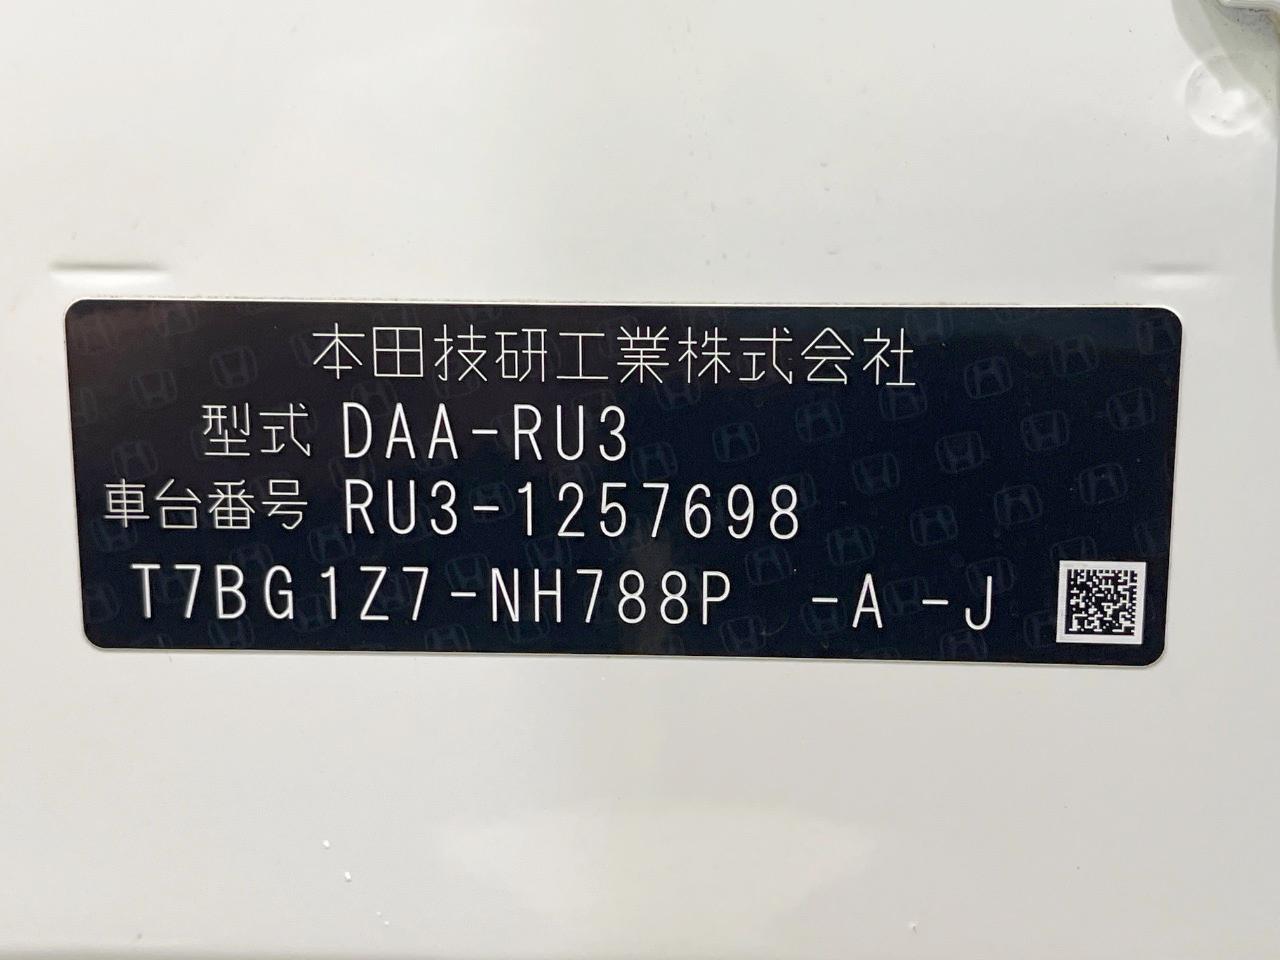 本田技研工業株式会社
型式 DAA-RU3
車台番号 RU3-1257698
T7BG1Z7-NH788P -A -J